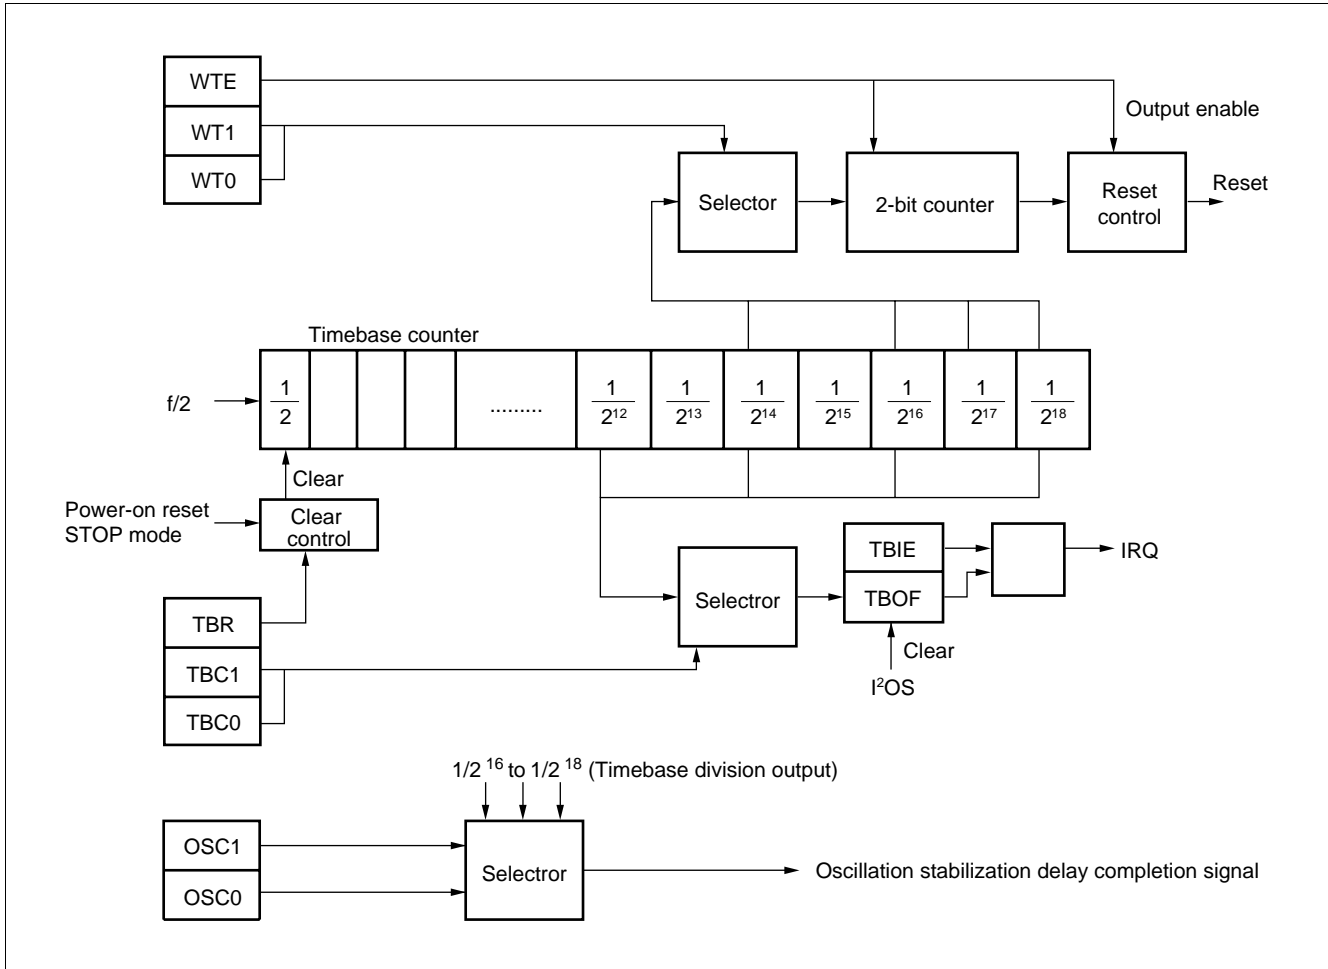 WTE
WT1
WT0
Output enable
Selector
2-bit counter
Reset
control
Reset
Timebase counter
f/2
1/2
.........
1/2¹²
1/2¹³
1/2¹⁴
1/2¹⁵
1/2¹⁶
1/2¹⁷
1/2¹⁸
Clear
Power-on reset
STOP mode
Clear
control
TBR
TBC1
TBC0
Selectror
TBIE
TBOF
IRQ
Clear
I²OS
1/2 ¹⁶ to 1/2 ¹⁸ (Timebase division output)
OSC1
OSC0
Selectror
Oscillation stabilization delay completion signal